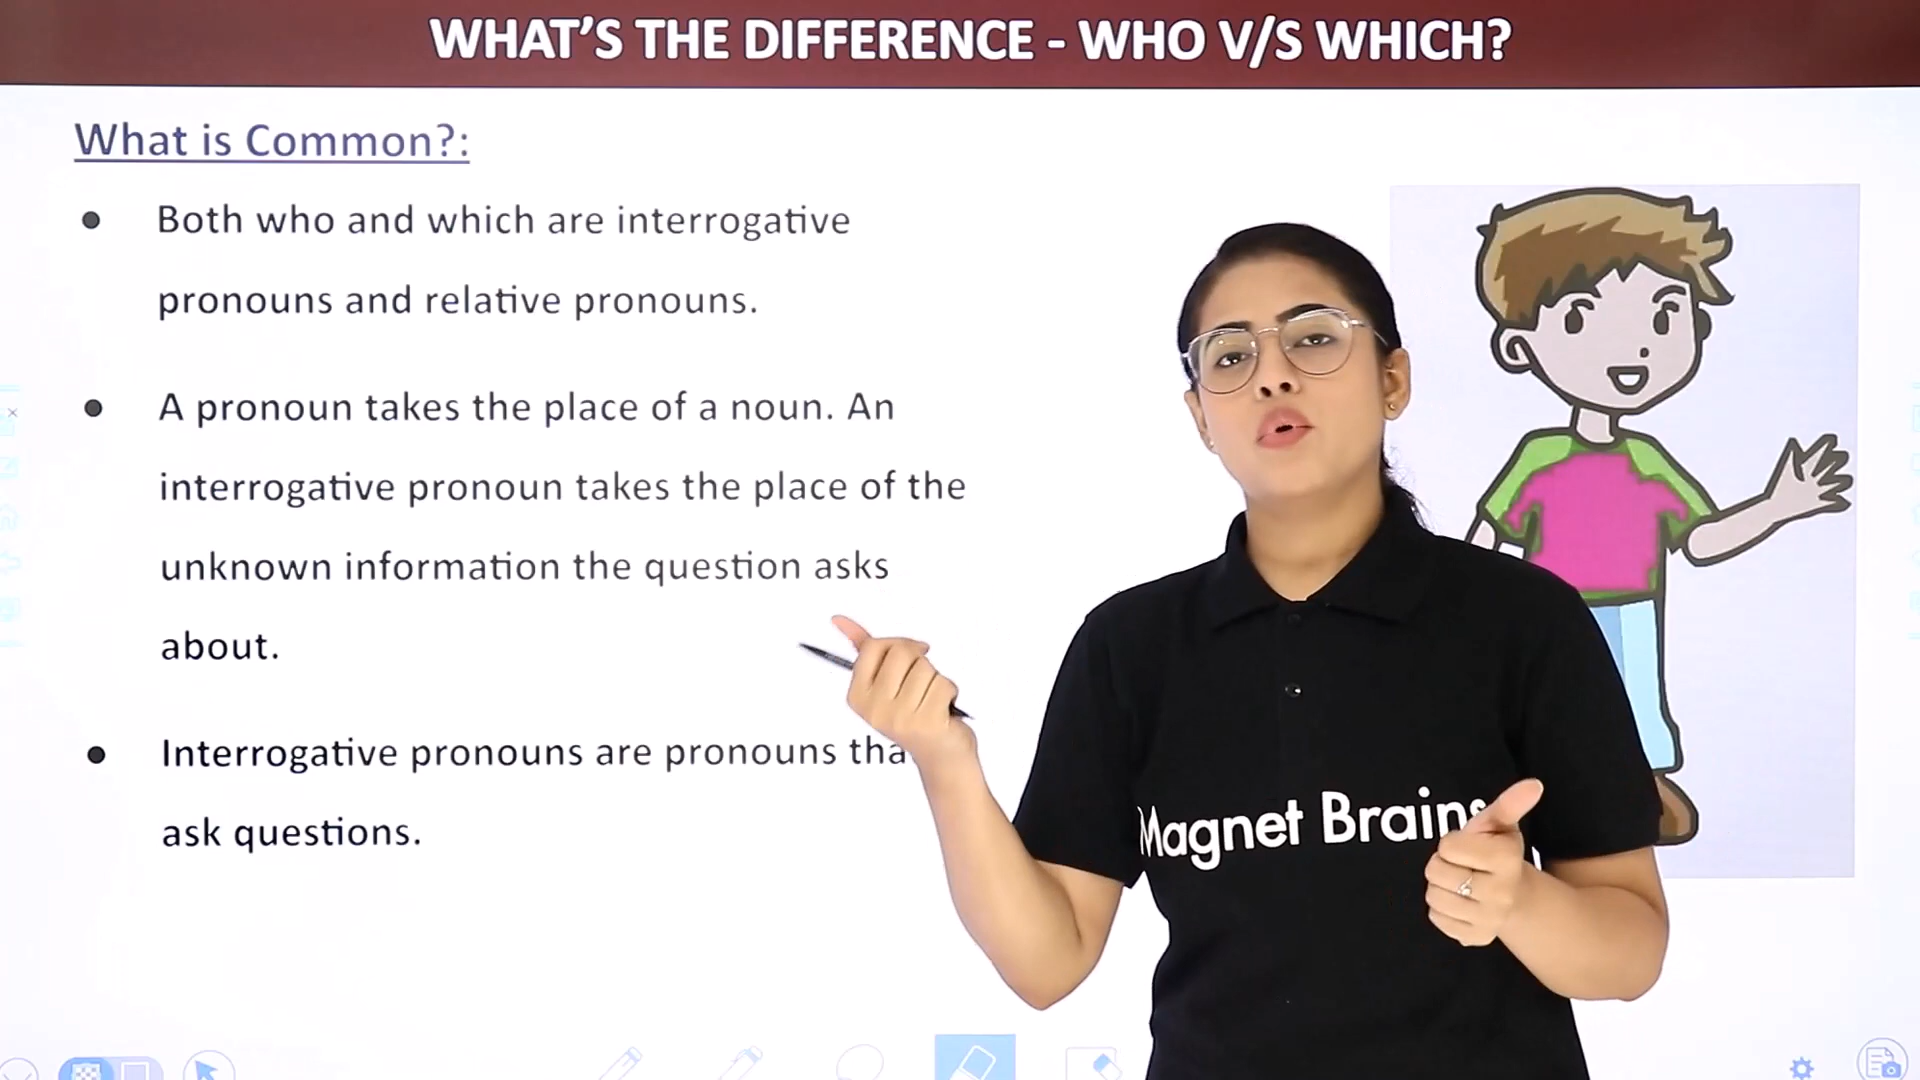 WHAT'S THE DIFFERENCE - WHO V/S WHICH?
What is Common?:
● Both who and which are interrogative
pronouns and relative pronouns.
● A pronoun takes the place of a noun. An
interrogative pronoun takes the place of the
unknown information the question asks
about.
● Interrogative pronouns are pronouns tha
ask questions.
Magnet Brains